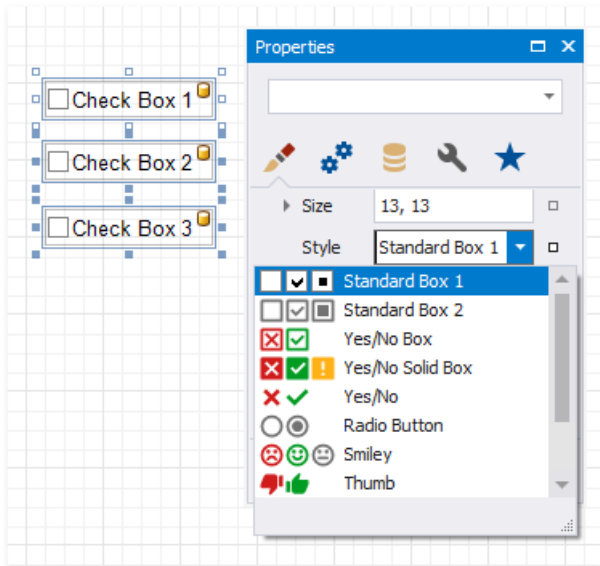 Properties
Check Box 1
Check Box 2
Check Box 3
Size 13, 13
Style Standard Box 1
Standard Box 1
Standard Box 2
Yes/No Box
Yes/No Solid Box
Yes/No
Radio Button
Smiley
Thumb